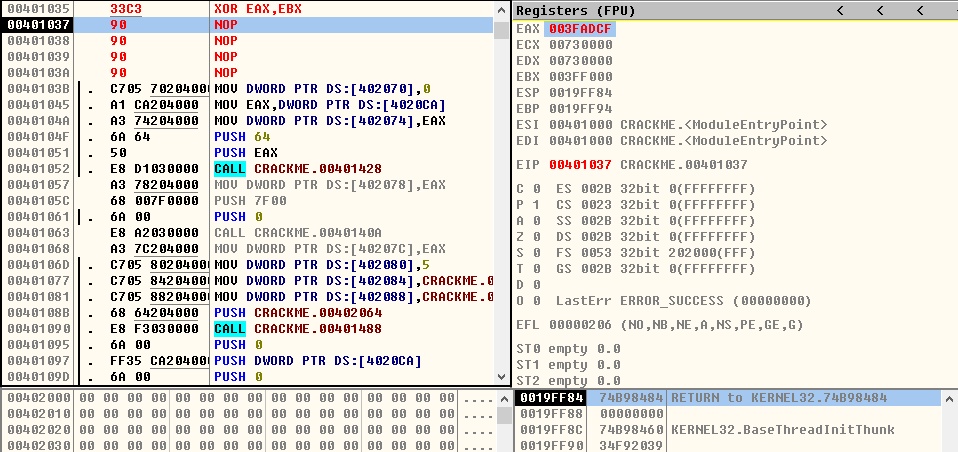 00401035 33C3 XOR EAX,EBX
00401037 90 NOP
00401038 90 NOP
00401039 90 NOP
0040103A 90 NOP
0040103B . C705 70204000 MOV DWORD PTR DS:[402070],0
00401045 . A1 CA204000 MOV EAX,DWORD PTR DS:[4020CA]
0040104A . A3 74204000 MOV DWORD PTR DS:[402074],EAX
0040104F . 6A 64 PUSH 64
00401051 . 50 PUSH EAX
00401052 . E8 D1030000 CALL CRACKME.00401428
00401057 A3 78204000 MOV DWORD PTR DS:[402078],EAX
0040105C 68 007F0000 PUSH 7F00
00401061 . 6A 00 PUSH 0
00401063 E8 A2030000 CALL CRACKME.0040140A
00401068 A3 7C204000 MOV DWORD PTR DS:[40207C],EAX
0040106D . C705 80204000 MOV DWORD PTR DS:[402080],5
00401077 . C705 84204000 MOV DWORD PTR DS:[402084],CRACKME.0
00401081 . C705 88204000 MOV DWORD PTR DS:[402088],CRACKME.0
0040108B . 68 64204000 PUSH CRACKME.00402064
00401090 . E8 F3030000 CALL CRACKME.00401488
00401095 . 6A 00 PUSH 0
00401097 . FF35 CA204000 PUSH DWORD PTR DS:[4020CA]
0040109D . 6A 00 PUSH 0
Registers (FPU) < < <
EAX 003FADCF
ECX 00730000
EDX 00730000
EBX 003FF000
ESP 0019FF84
EBP 0019FF94
ESI 00401000 CRACKME.<ModuleEntryPoint>
EDI 00401000 CRACKME.<ModuleEntryPoint>
EIP 00401037 CRACKME.00401037
C 0 ES 002B 32bit 0(FFFFFFFF)
P 1 CS 0023 32bit 0(FFFFFFFF)
A 0 SS 002B 32bit 0(FFFFFFFF)
Z 0 DS 002B 32bit 0(FFFFFFFF)
S 0 FS 0053 32bit 202000(FFF)
T 0 GS 002B 32bit 0(FFFFFFFF)
D 0
O 0 LastErr ERROR_SUCCESS (00000000)
EFL 00000206 (NO,NB,NE,A,NS,PE,GE,G)
ST0 empty 0.0
ST1 empty 0.0
ST2 empty 0.0
00402000 00 00 00 00 00 00 00 00 00 00 00 00 ....
00402010 00 00 00 00 00 00 00 00 00 00 00 00 ....
00402020 00 00 00 00 00 00 00 00 00 00 00 00 ....
00402030 00 00 00 00 00 00 00 00 00 00 00 00 ....
0019FF84 74B98484 RETURN to KERNEL32.74B98484
0019FF88 00000000
0019FF8C 74B98460 KERNEL32.BaseThreadInitThunk
0019FF90 34F92039